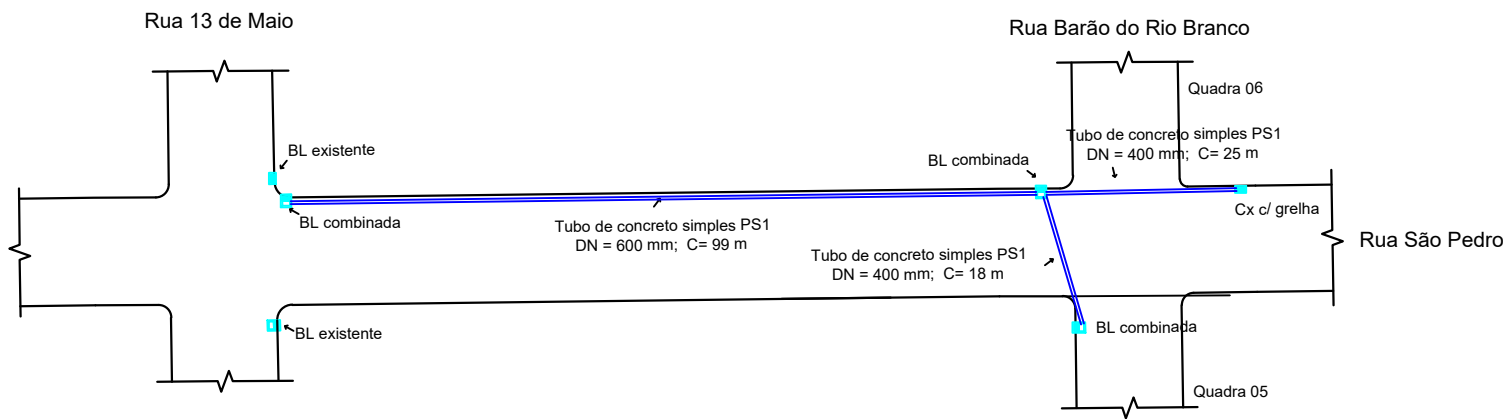 Rua 13 de Maio
Rua Barão do Rio Branco
Quadra 06
Tubo de concreto simples PS1
DN = 400 mm;  C= 25 m
BL existente
BL combinada
BL combinada
Cx c/ grelha
Tubo de concreto simples PS1
DN = 600 mm;  C= 99 m
Rua São Pedro
Tubo de concreto simples PS1
DN = 400 mm;  C= 18 m
BL existente
BL combinada
Quadra 05